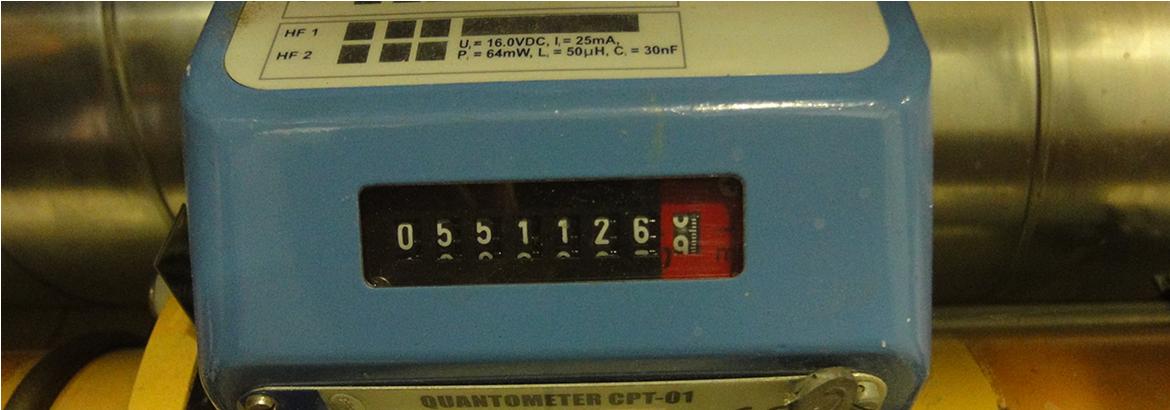 HF 1
HF 2
Uᵢ = 16.0VDC, Iᵢ = 25mA,
Pᵢ = 64mW, Lᵢ = 50µH, Cᵢ = 30nF
0551126
QUANTOMETER CPT-01